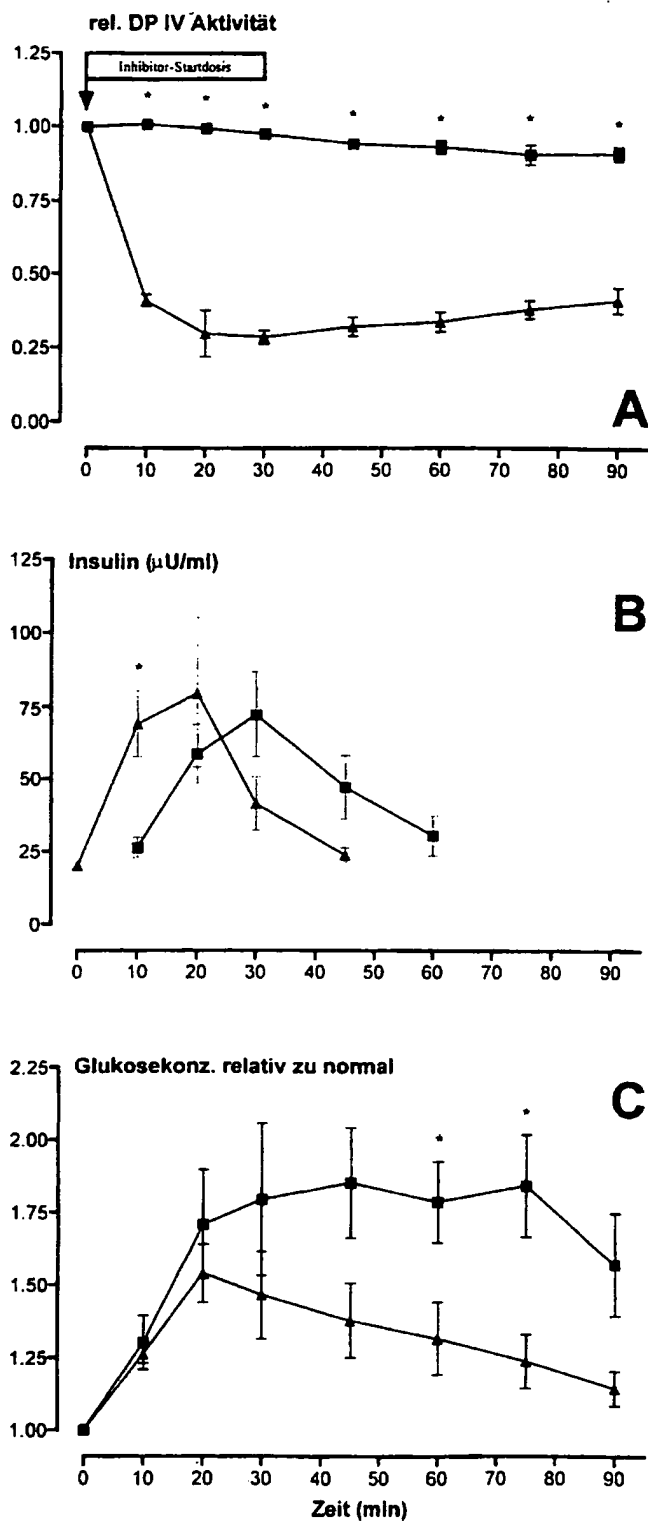 rel. DP IV Aktivität
1.25
Inhibitor-Startdosis
* * * * * * *
1.00
0.75
0.50
0.25
0.00
A
0 10 20 30 40 50 60 70 80 90
125
Insulin (µU/ml)
B
100
*
75
50
25
0
0 10 20 30 40 50 60 70 80 90
2.25
Glukosekonz. relativ zu normal
C
* *
2.00
1.75
1.50
1.25
1.00
0 10 20 30 40 50 60 70 80 90
Zeit (min)